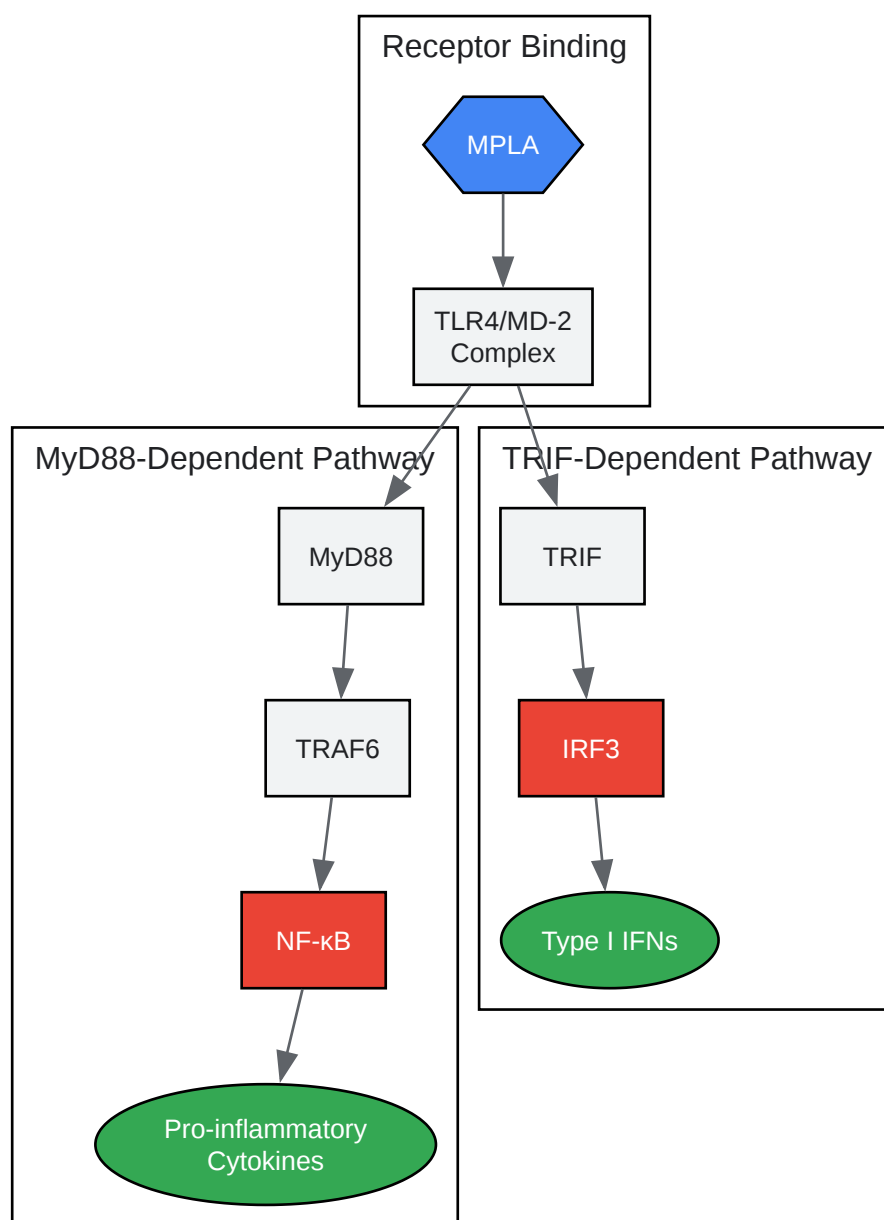 Receptor Binding
MPLA
TLR4/MD-2
Complex
MyD88-Dependent Pathway
MyD88
TRAF6
NF-κB
Pro-inflammatory
Cytokines
TRIF-Dependent Pathway
TRIF
IRF3
Type I IFNs